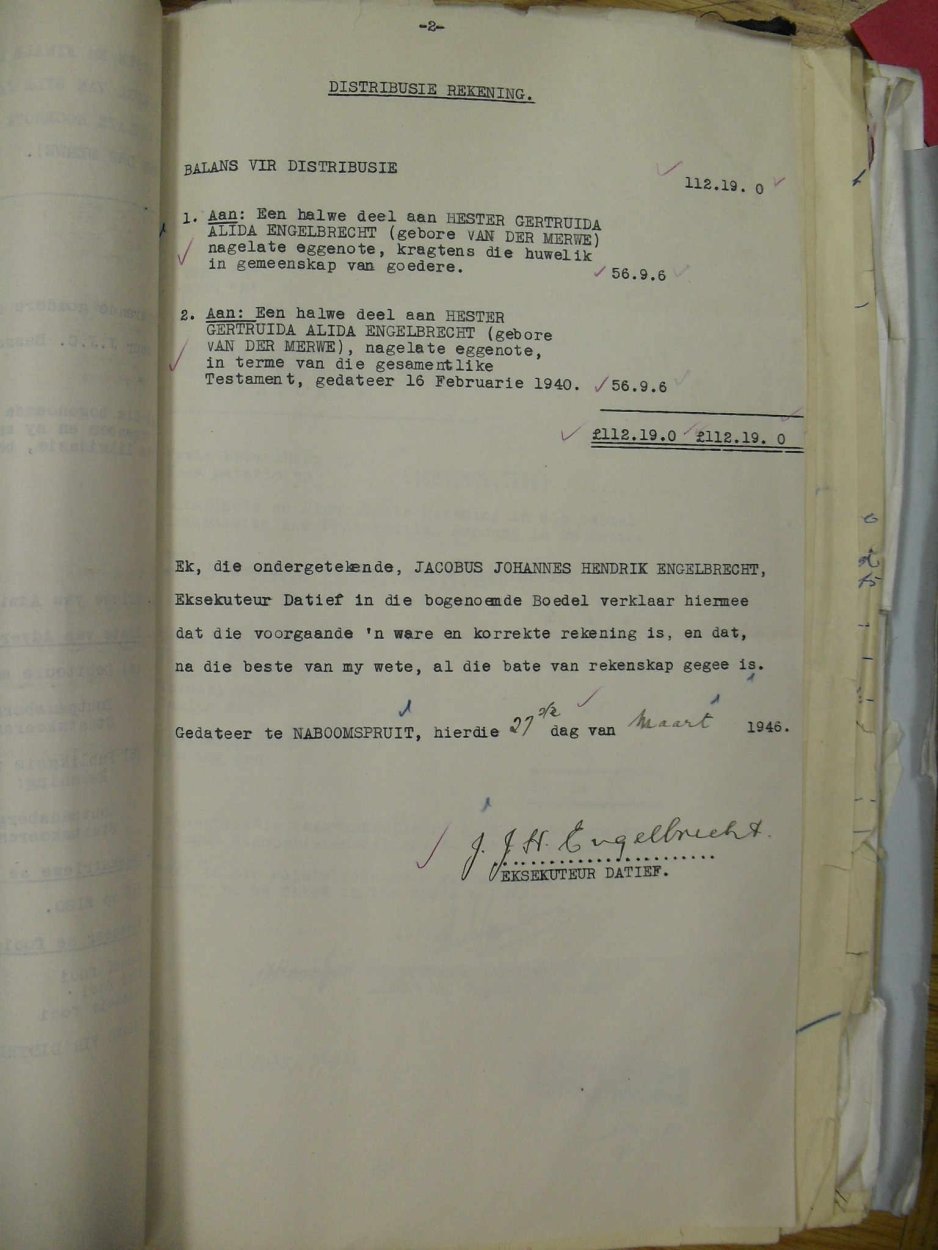 -2-
DISTRIBUSIE REKENING.
BALANS VIR DISTRIBUSIE 112.19. 0
1. Aan: Een halwe deel aan HESTER GERTRUIDA
ALIDA ENGELBRECHT (gebore VAN DER MERWE)
nagelate eggenote, kragtens die huwelik
in gemeenskap van goedere. 56.9.6
2. Aan: Een halwe deel aan HESTER
GERTRUIDA ALIDA ENGELBRECHT (gebore
VAN DER MERWE), nagelate eggenote,
in terme van die gesamentlike
Testament, gedateer 16 Februarie 1940. 56.9.6
£112.19.0 £112.19. 0
Ek, die ondergetekende, JACOBUS JOHANNES HENDRIK ENGELBRECHT,
Eksekuteur Datief in die bogenoemde Boedel verklaar hiermee
dat die voorgaande 'n ware en korrekte rekening is, en dat,
na die beste van my wete, al die bate van rekenskap gegee is.
Gedateer te NABOOMSPRUIT, hierdie 27 dag van Maart 1946.
J. J. H. Engelbrecht.
EKSEKUTEUR DATIEF.